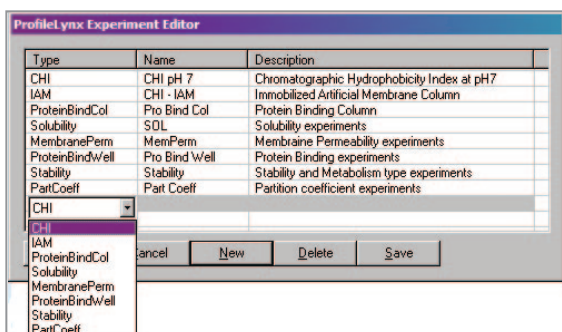 ProfileLynx Experiment Editor
Type Name Description
CHI CHI pH 7 Chromatographic Hydrophobicity Index at pH7
IAM CHI - IAM Immobilized Artificial Membrane Column
ProteinBindCol Pro Bind Col Protein Binding Column
Solubility SOL Solubility experiments
MembranePerm MemPerm Membraine Permeability experiments
ProteinBindWell Pro Bind Well Protein Binding experiments
Stability Stability Stability and Metabolism type experiments
PartCoeff Part Coeff Partition coefficient experiments
CHI
CHI
IAM
ProteinBindCol
Solubility
MembranePerm
ProteinBindWell
Stability
PartCoeff
Cancel New Delete Save